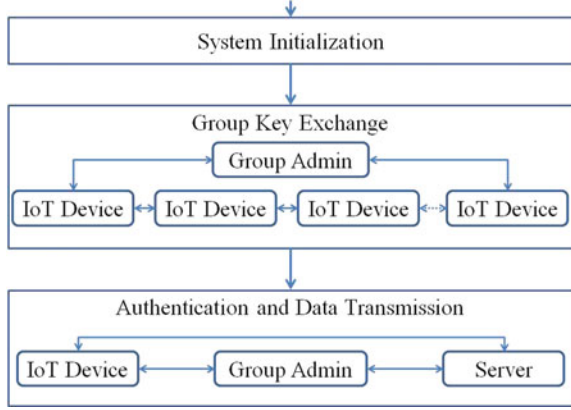 System Initialization
Group Key Exchange
Group Admin
IoT Device IoT Device IoT Device IoT Device
Authentication and Data Transmission
IoT Device Group Admin Server